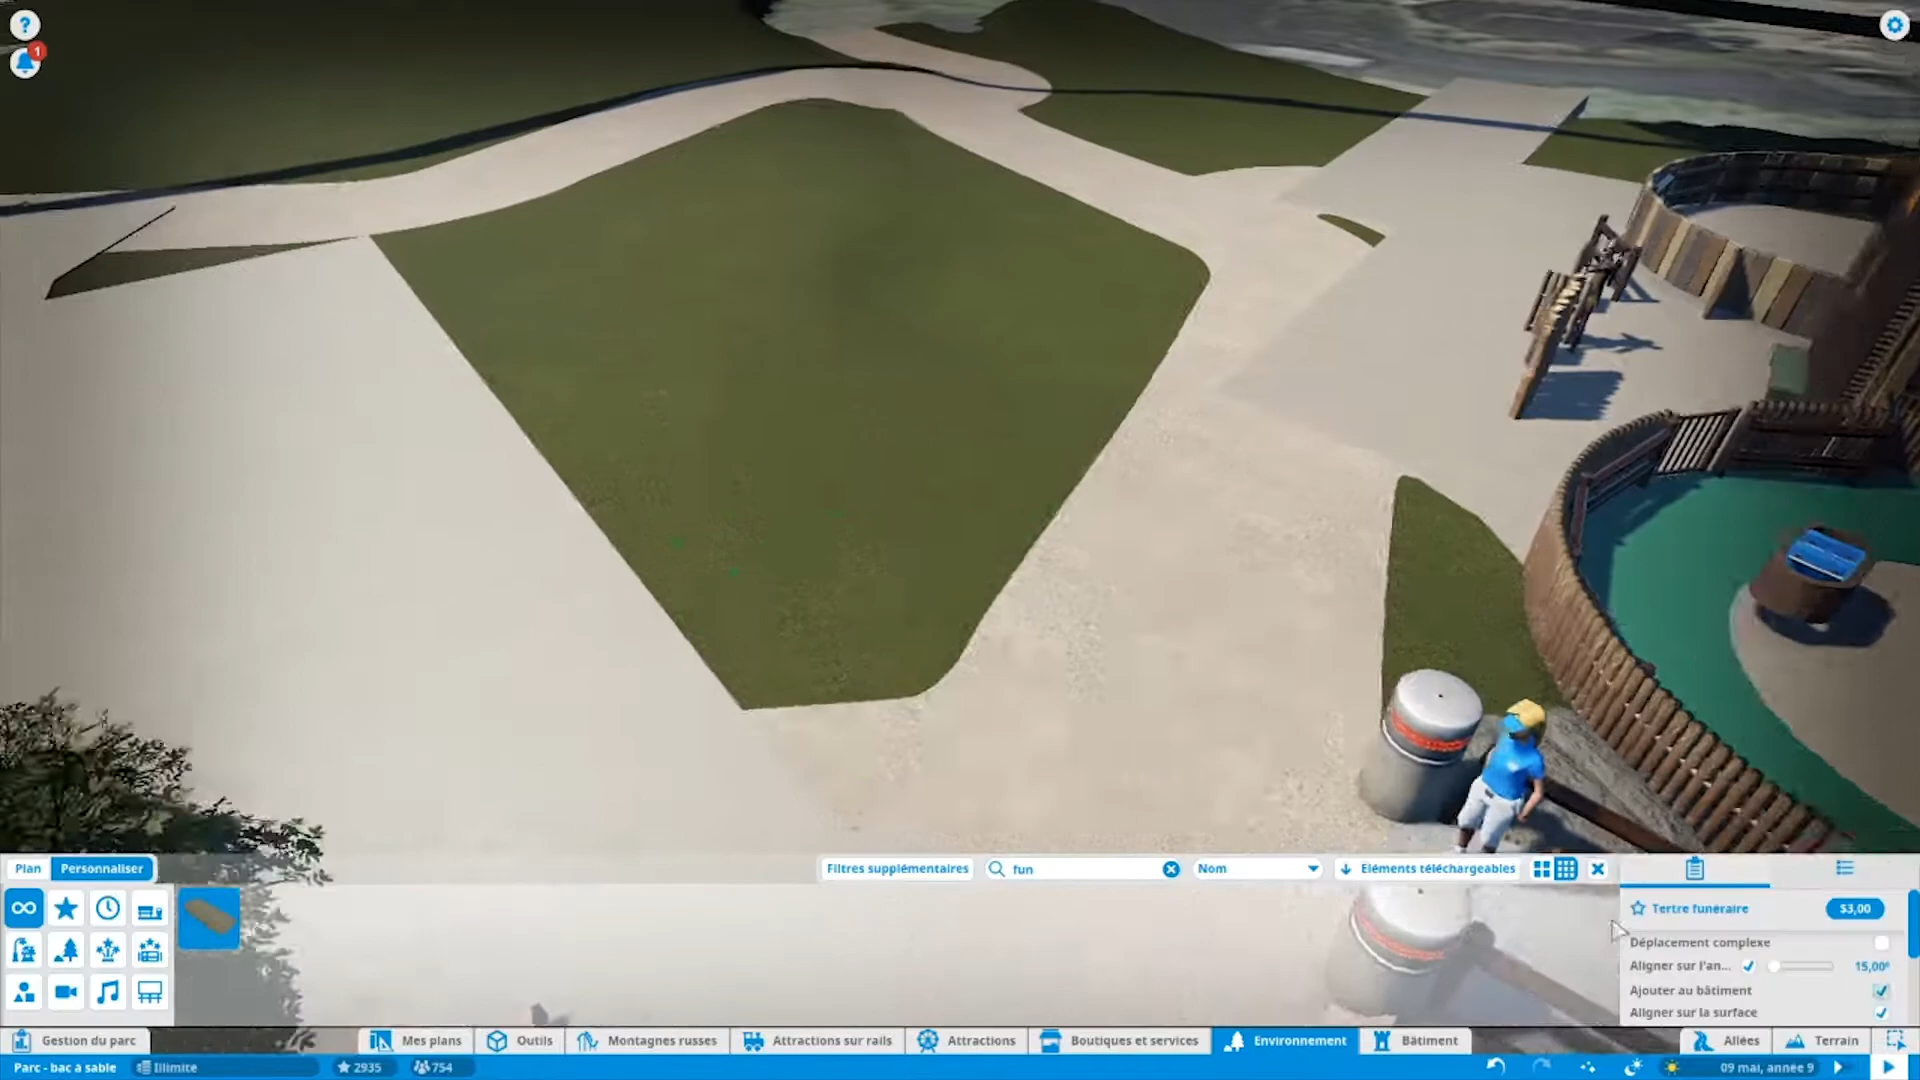 ?
1
Plan Personnaliser
Filtres supplémentaires fun Nom Eléments téléchargeables
Tertre funéraire $3,00
Déplacement complexe
Aligner sur l'an... 15,00°
Ajouter au bâtiment
Aligner sur la surface
Gestion du parc Mes plans Outils Montagnes russes Attractions sur rails Attractions Boutiques et services Environnement Bâtiment Allées Terrain
Parc - bac à sable Illimité 2935 754 09 mai, année 9